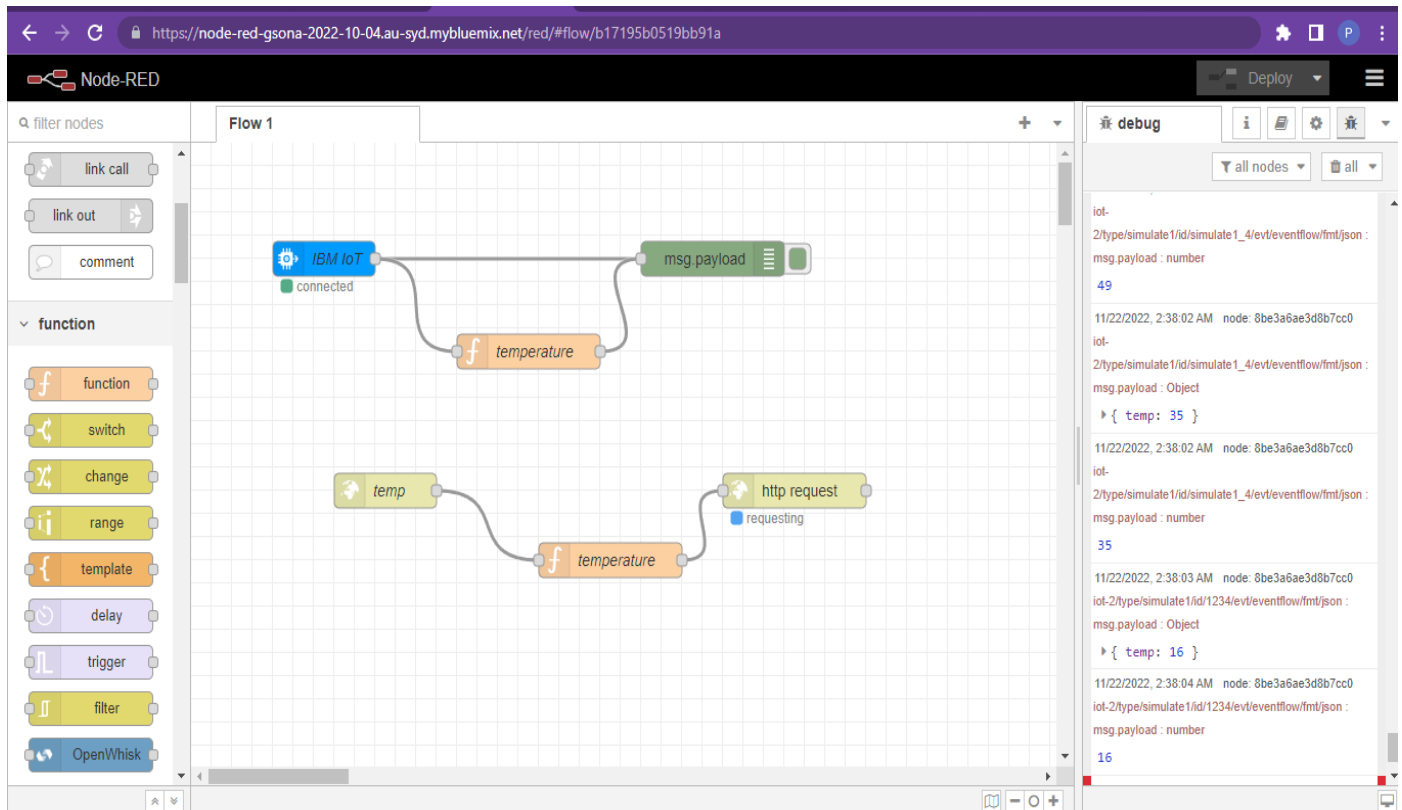 https://node-red-gsona-2022-10-04.au-syd.mybluemix.net/red/#flow/b17195b0519bb91a
P
Node-RED
Deploy
filter nodes
link call
link out
comment
function
function
switch
change
range
template
delay
trigger
filter
OpenWhisk
Flow 1
IBM IoT
connected
msg.payload
temperature
temp
http request
requesting
temperature
debug
i
all nodes
all
iot-
2/type/simulate1/id/simulate1_4/evt/eventflow/fmt/json :
msg.payload : number
49
11/22/2022, 2:38:02 AM node: 8be3a6ae3d8b7cc0
iot-
2/type/simulate1/id/simulate1_4/evt/eventflow/fmt/json :
msg.payload : Object
{ temp: 35 }
11/22/2022, 2:38:02 AM node: 8be3a6ae3d8b7cc0
iot-
2/type/simulate1/id/simulate1_4/evt/eventflow/fmt/json :
msg.payload : number
35
11/22/2022, 2:38:03 AM node: 8be3a6ae3d8b7cc0
iot-2/type/simulate1/id/1234/evt/eventflow/fmt/json :
msg.payload : Object
{ temp: 16 }
11/22/2022, 2:38:04 AM node: 8be3a6ae3d8b7cc0
iot-2/type/simulate1/id/1234/evt/eventflow/fmt/json :
msg.payload : number
16